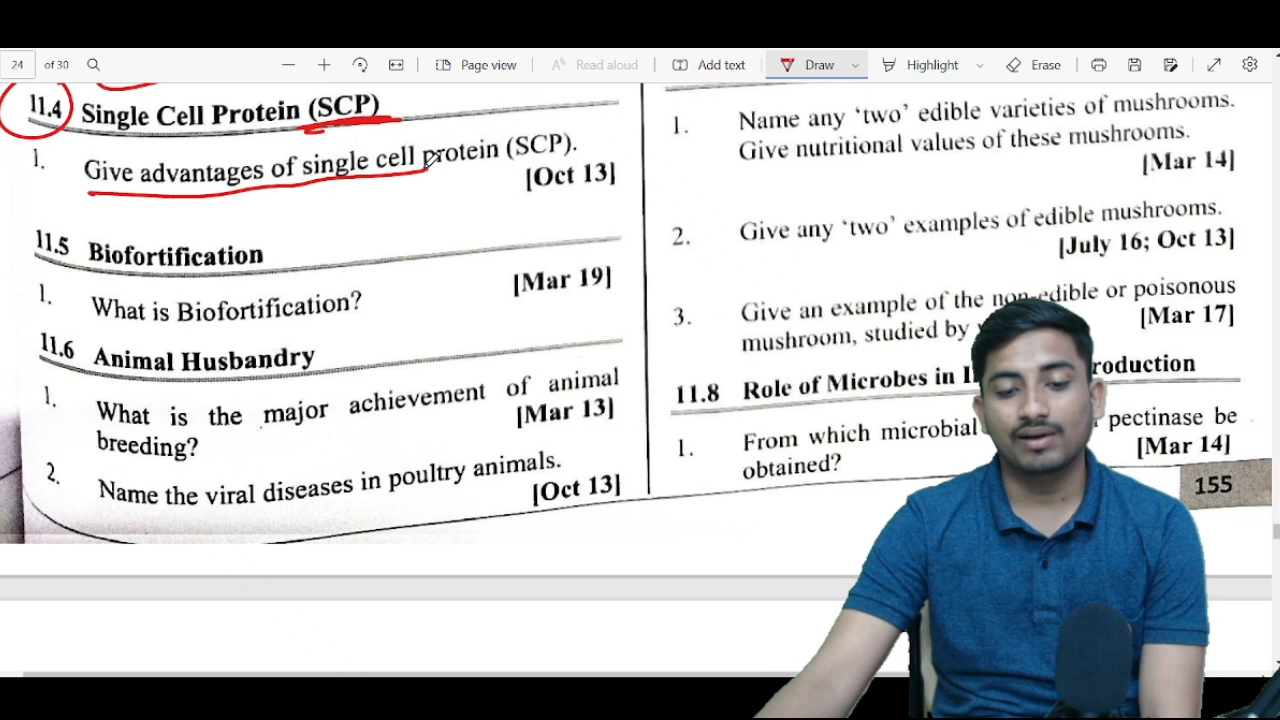 24 of 30
Page view
Read aloud
Add text
Draw
Highlight
Erase
11.4 Single Cell Protein (SCP)
1. Give advantages of single cell protein (SCP).
[Oct 13]
11.5 Biofortification
1. What is Biofortification? [Mar 19]
11.6 Animal Husbandry
1. What is the major achievement of animal
breeding? [Mar 13]
2. Name the viral diseases in poultry animals.
[Oct 13]
1. Name any ‘two’ edible varieties of mushrooms.
Give nutritional values of these mushrooms.
[Mar 14]
2. Give any ‘two’ examples of edible mushrooms.
[July 16; Oct 13]
3. Give an example of the non-edible or poisonous
mushroom, studied by [Mar 17]
11.8 Role of Microbes in
1. From which microbial pectinase be
obtained? [Mar 14]
155